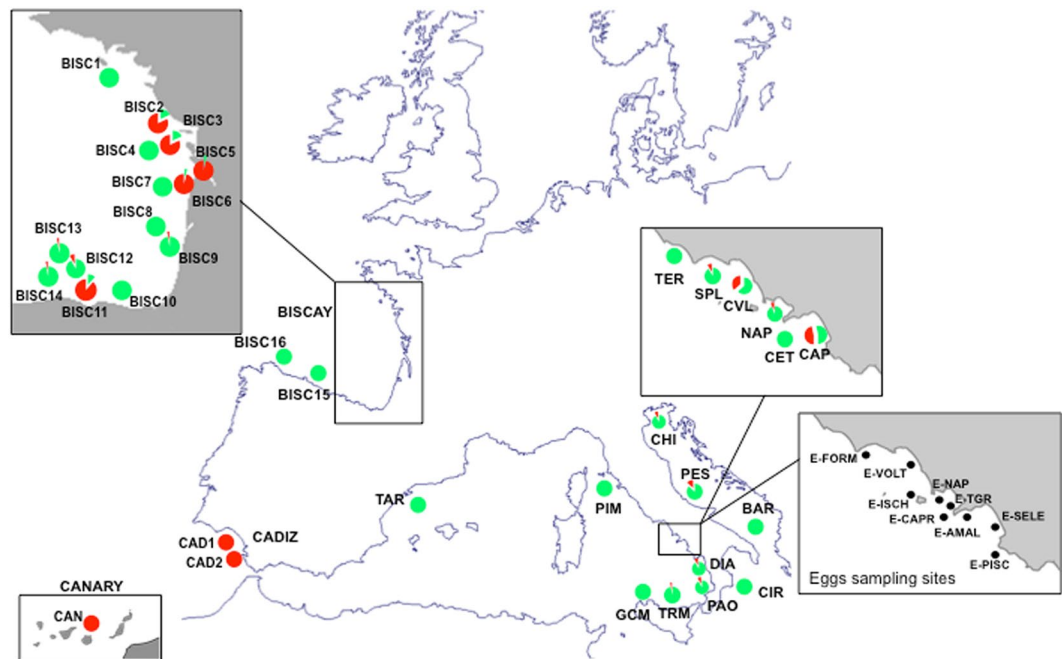 BISC1
BISC2
BISC3
BISC4
BISC5
BISC7
BISC6
BISC8
BISC13
BISC12
BISC9
BISC14
BISC10
BISC11
BISCAY
BISC16
BISC15
TER
SPL
CVL
NAP
CET
CAP
CHI
PES
TAR
PIM
BAR
CAD1
CADIZ
CAD2
DIA
CIR
GCM
TRM
PAO
E-FORM
E-VOLT
E-NAP
E-ISCH
E-TGR
E-CAPR
E-SELE
E-AMAL
E-PISC
Eggs sampling sites
CANARY
CAN